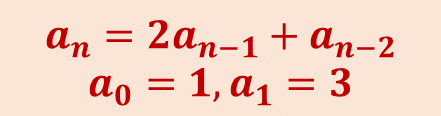 aₙ = 2aₙ₋₁ + aₙ₋₂
a₀ = 1, a₁ = 3